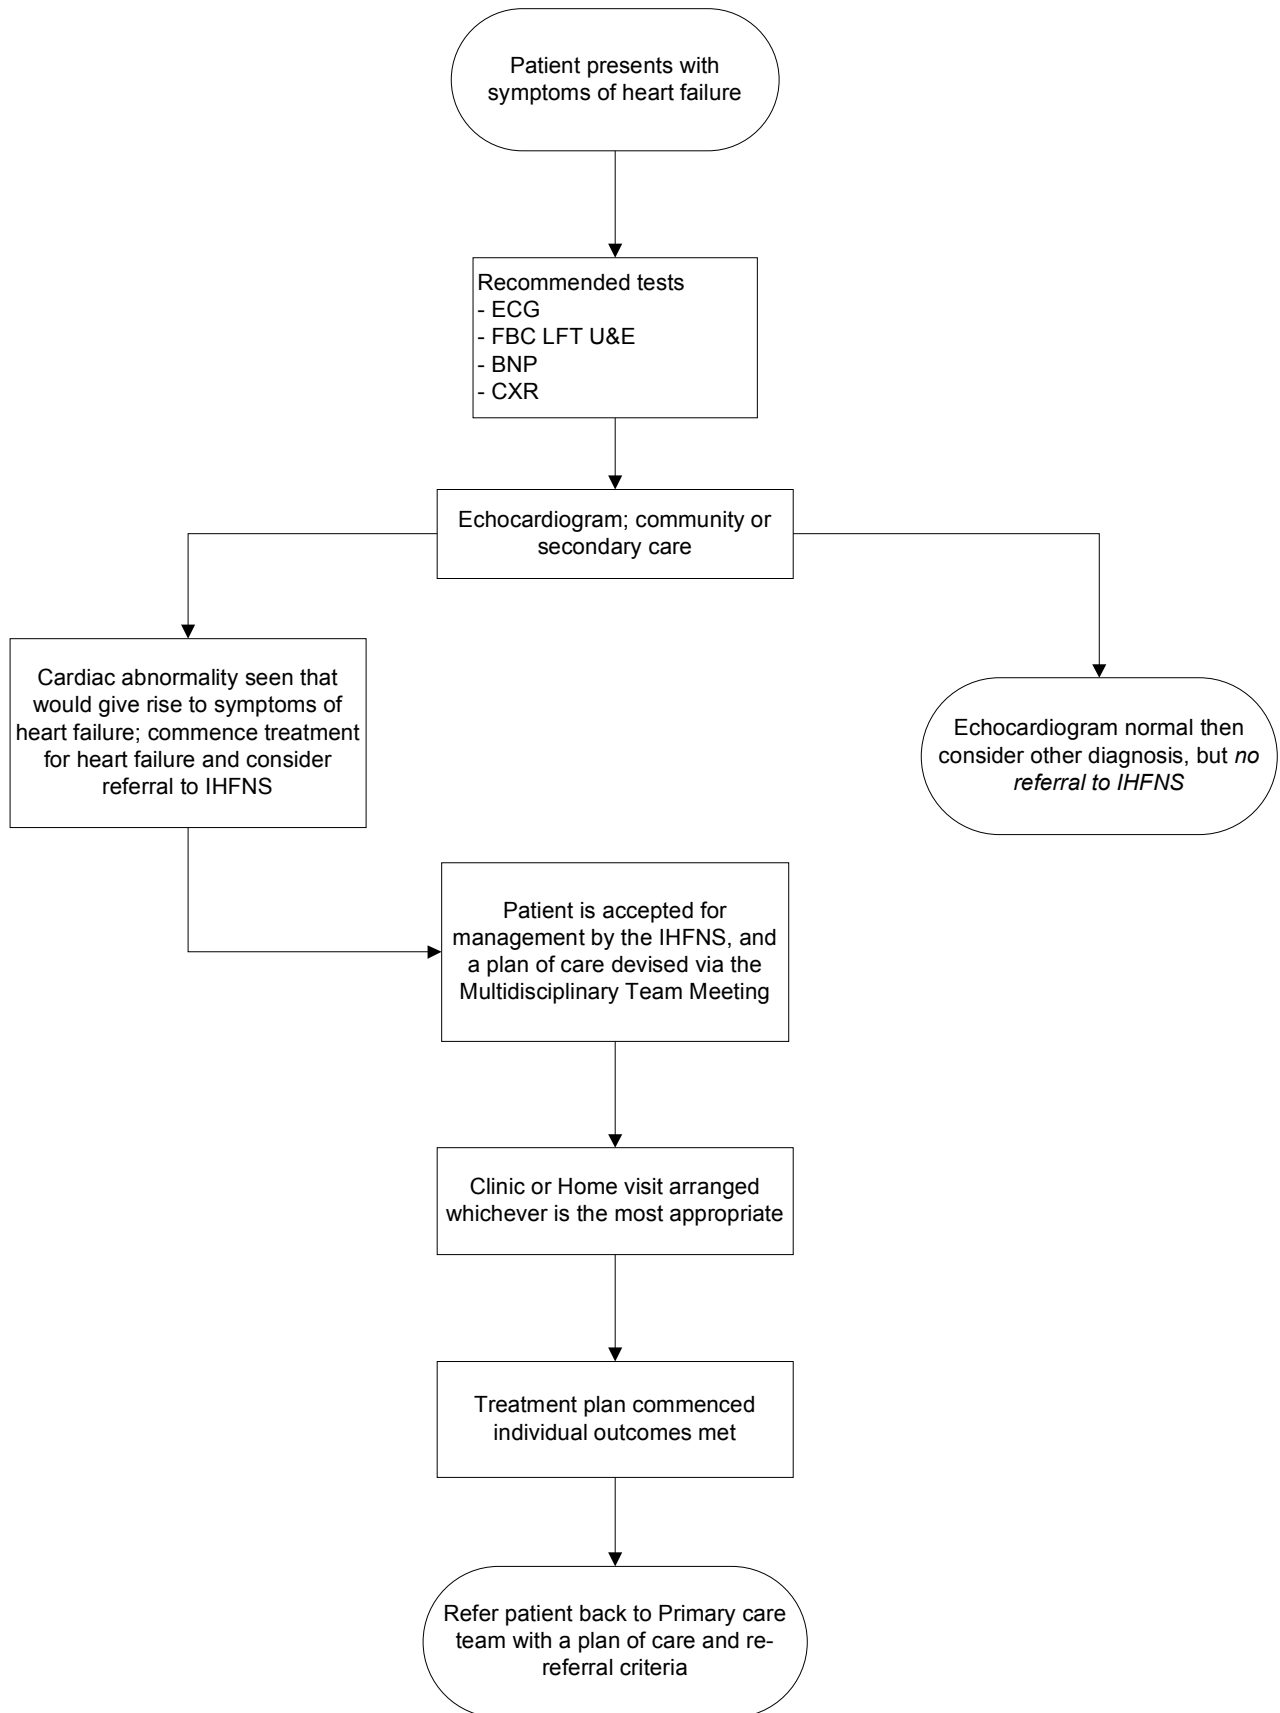 Patient presents with
symptoms of heart failure
Recommended tests
- ECG
- FBC LFT U&E
- BNP
- CXR
Echocardiogram; community or
secondary care
Cardiac abnormality seen that
would give rise to symptoms of
heart failure; commence treatment
for heart failure and consider
referral to IHFNS
Echocardiogram normal then
consider other diagnosis, but no
referral to IHFNS
Patient is accepted for
management by the IHFNS, and
a plan of care devised via the
Multidisciplinary Team Meeting
Clinic or Home visit arranged
whichever is the most appropriate
Treatment plan commenced
individual outcomes met
Refer patient back to Primary care
team with a plan of care and re-
referral criteria